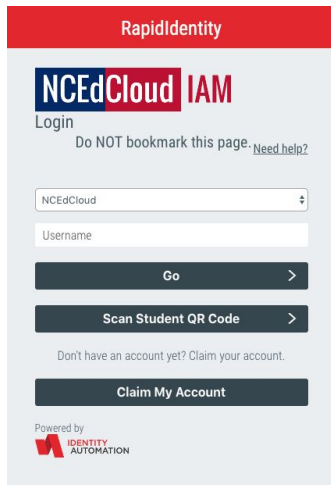 RapidIdentity
NCEdCloud IAM
Login
Do NOT bookmark this page. Need help?
NCEdCloud
Username
Go
Scan Student QR Code
Don't have an account yet? Claim your account.
Claim My Account
Powered by
IDENTITY
AUTOMATION